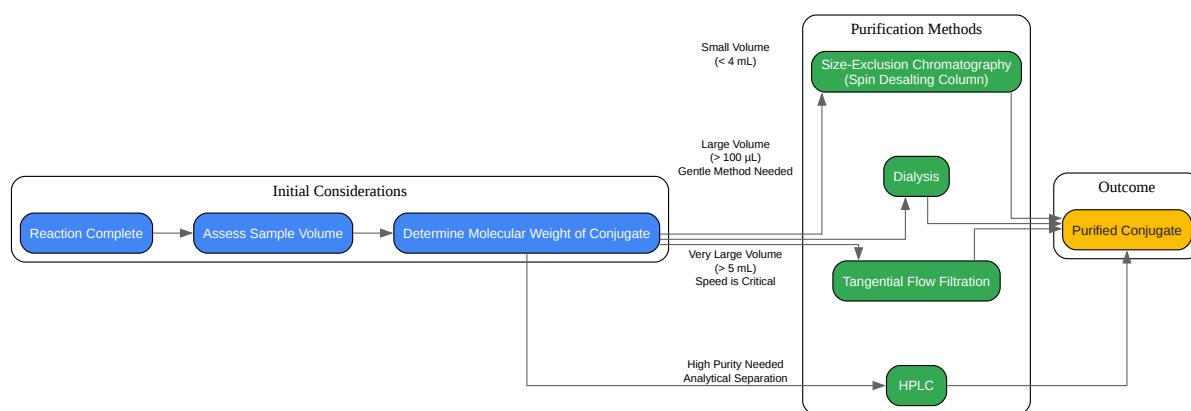 Initial Considerations
Reaction Complete
Assess Sample Volume
Determine Molecular Weight of Conjugate
Small Volume
(< 4 mL)
Large Volume
(> 100 µL)
Gentle Method Needed
Very Large Volume
(> 5 mL)
Speed is Critical
High Purity Needed
Analytical Separation
Purification Methods
Size-Exclusion Chromatography
(Spin Desalting Column)
Dialysis
Tangential Flow Filtration
HPLC
Outcome
Purified Conjugate